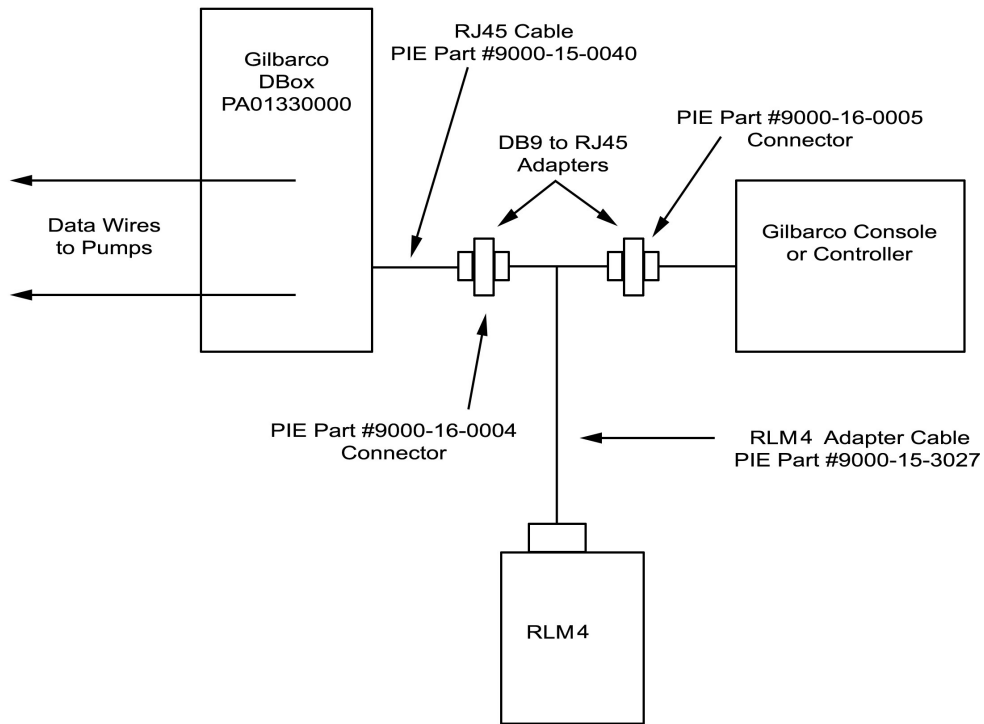 RJ45 Cable
PIE Part #9000-15-0040
Gilbarco
DBox
PA01330000
PIE Part #9000-16-0005
Connector
DB9 to RJ45
Adapters
Data Wires
to Pumps
Gilbarco Console
or Controller
PIE Part #9000-16-0004
Connector
RLM4 Adapter Cable
PIE Part #9000-15-3027
RLM4